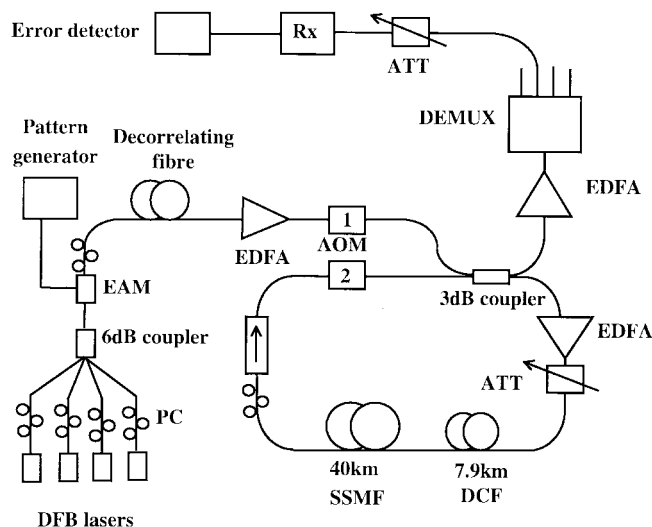 Error detector
Rx
ATT
DEMUX
Pattern
generator
Decorrelating
fibre
EDFA
EDFA
1
AOM
2
3dB coupler
EAM
6dB coupler
EDFA
ATT
PC
40km
SSMF
7.9km
DCF
DFB lasers